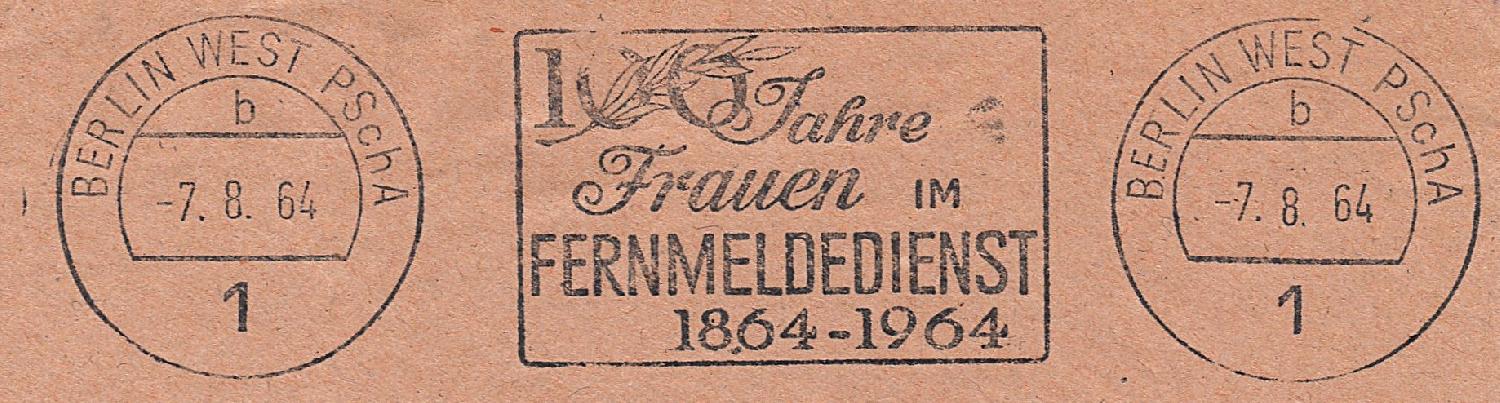 BERLIN WEST PSchA
b
-7. 8. 64
1
100 Jahre
Frauen IM
FERNMELDEDIENST
1864-1964
BERLIN WEST PSchA
b
-7. 8. 64
1